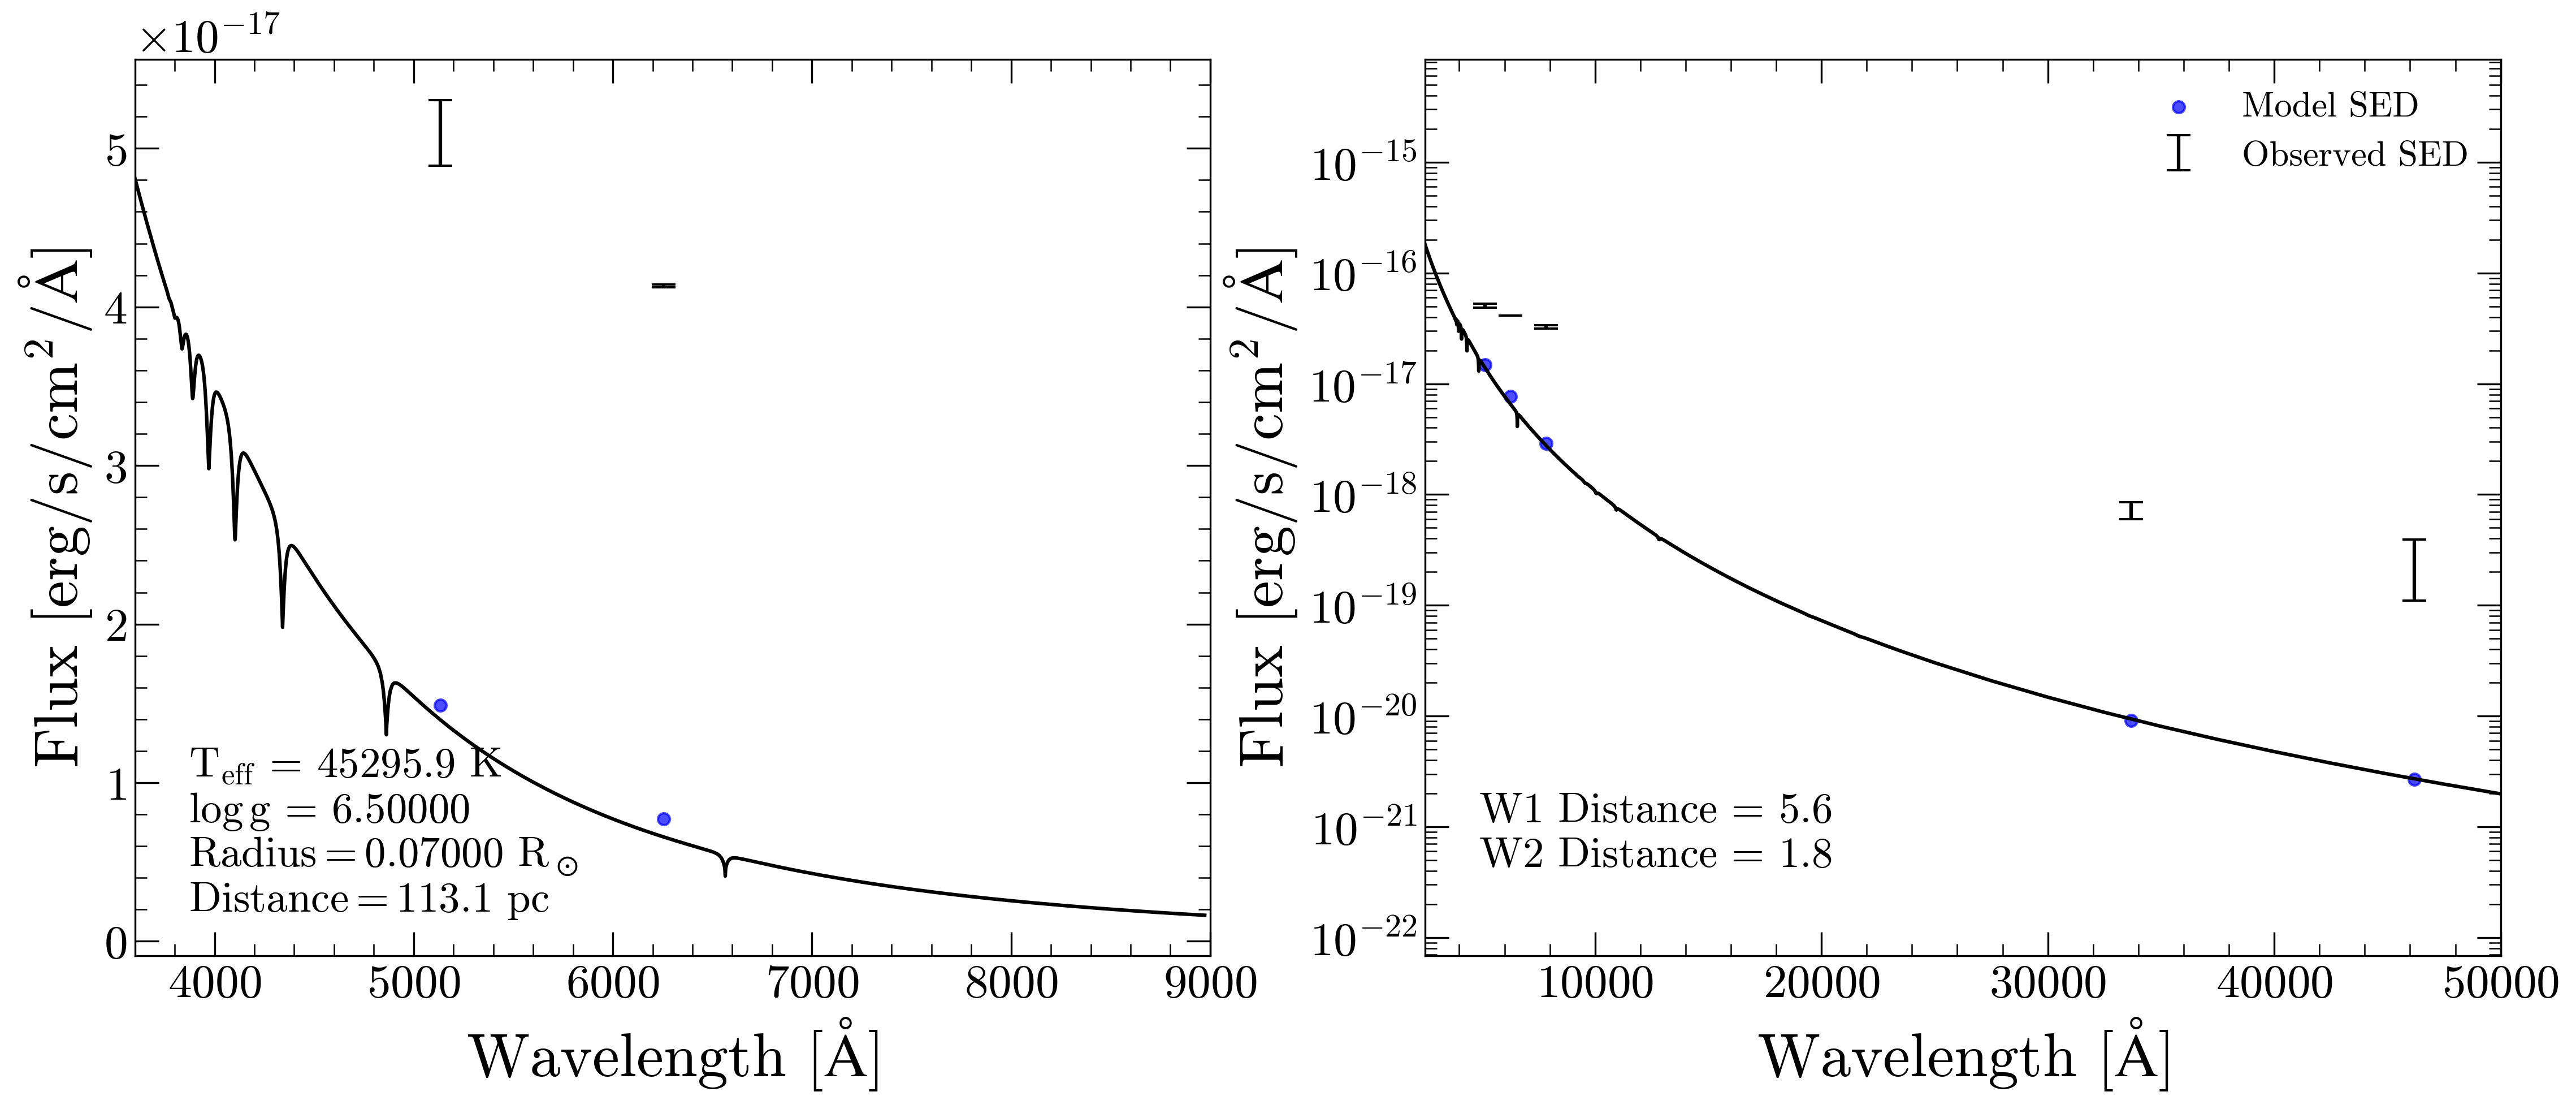 ×10⁻¹⁷
5
4
3
2
1
0
Flux [erg/s/cm²/Å]
T_eff = 45295.9 K
log g = 6.50000
Radius = 0.07000 R_⊙
Distance = 113.1 pc
4000 5000 6000 7000 8000 9000
Wavelength [Å]
Model SED
Observed SED
10⁻¹⁵
10⁻¹⁶
10⁻¹⁷
10⁻¹⁸
10⁻¹⁹
10⁻²⁰
10⁻²¹
10⁻²²
Flux [erg/s/cm²/Å]
W1 Distance = 5.6
W2 Distance = 1.8
10000 20000 30000 40000 50000
Wavelength [Å]